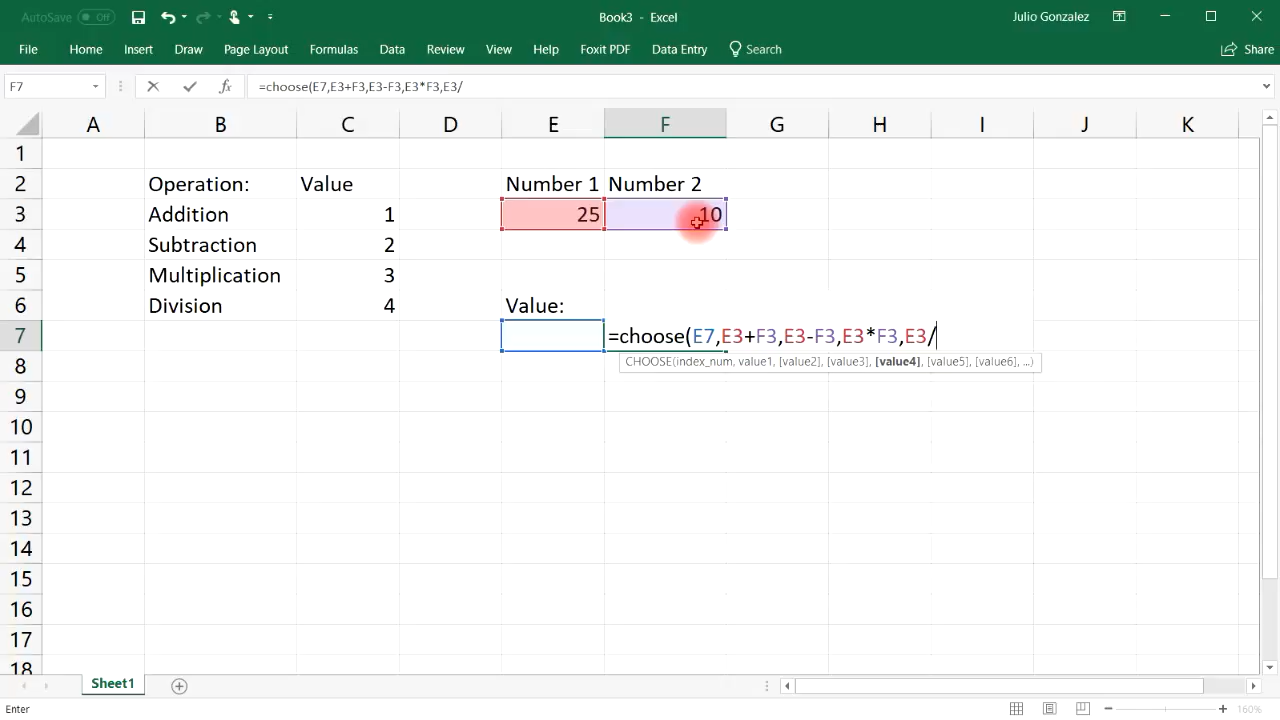 AutoSave Off Book3 - Excel Julio Gonzalez
File Home Insert Draw Page Layout Formulas Data Review View Help Foxit PDF Data Entry Search Share
F7 fx =choose(E7,E3+F3,E3-F3,E3*F3,E3/
A B C D E F G H I J K
1
2 Operation: Value Number 1 Number 2
3 Addition 1 25 10
4 Subtraction 2
5 Multiplication 3
6 Division 4 Value:
7 =choose(E7,E3+F3,E3-F3,E3*F3,E3/
8 CHOOSE(index_num, value1, [value2], [value3], [value4], [value5], [value6], ...)
9
10
11
12
13
14
15
16
17
18
Sheet1
Enter 160%